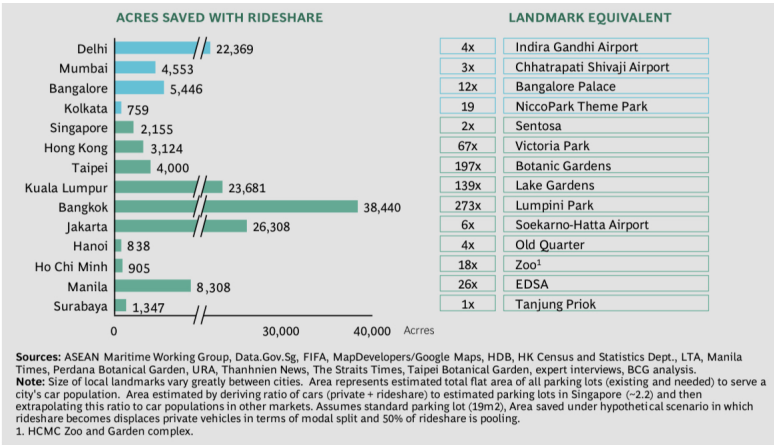 ACRES SAVED WITH RIDESHARE LANDMARK EQUIVALENT
Delhi 22,369 4x Indira Gandhi Airport
Mumbai 4,553 3x Chhatrapati Shivaji Airport
Bangalore 5,446 12x Bangalore Palace
Kolkata 759 19 NiccoPark Theme Park
Singapore 2,155 2x Sentosa
Hong Kong 3,124 67x Victoria Park
Taipei 4,000 197x Botanic Gardens
Kuala Lumpur 23,681 139x Lake Gardens
Bangkok 38,440 273x Lumpini Park
Jakarta 26,308 6x Soekarno-Hatta Airport
Hanoi 838 4x Old Quarter
Ho Chi Minh 905 18x Zoo¹
Manila 8,308 26x EDSA
Surabaya 1,347 1x Tanjung Priok
0 30,000 40,000 Acrres
Sources: ASEAN Maritime Working Group, Data.Gov.Sg, FIFA, MapDevelopers/Google Maps, HDB, HK Census and Statistics Dept., LTA, Manila
Times, Perdana Botanical Garden, URA, Thanhnien News, The Straits Times, Taipei Botanical Garden, expert interviews, BCG analysis.
Note: Size of local landmarks vary greatly between cities. Area represents estimated total flat area of all parking lots (existing and needed) to serve a
city's car population. Area estimated by deriving ratio of cars (private + rideshare) to estimated parking lots in Singapore (~2.2) and then
extrapolating this ratio to car populations in other markets. Assumes standard parking lot (19m2), Area saved under hypothetical scenario in which
rideshare becomes displaces private vehicles in terms of modal split and 50% of rideshare is pooling.
1. HCMC Zoo and Garden complex.